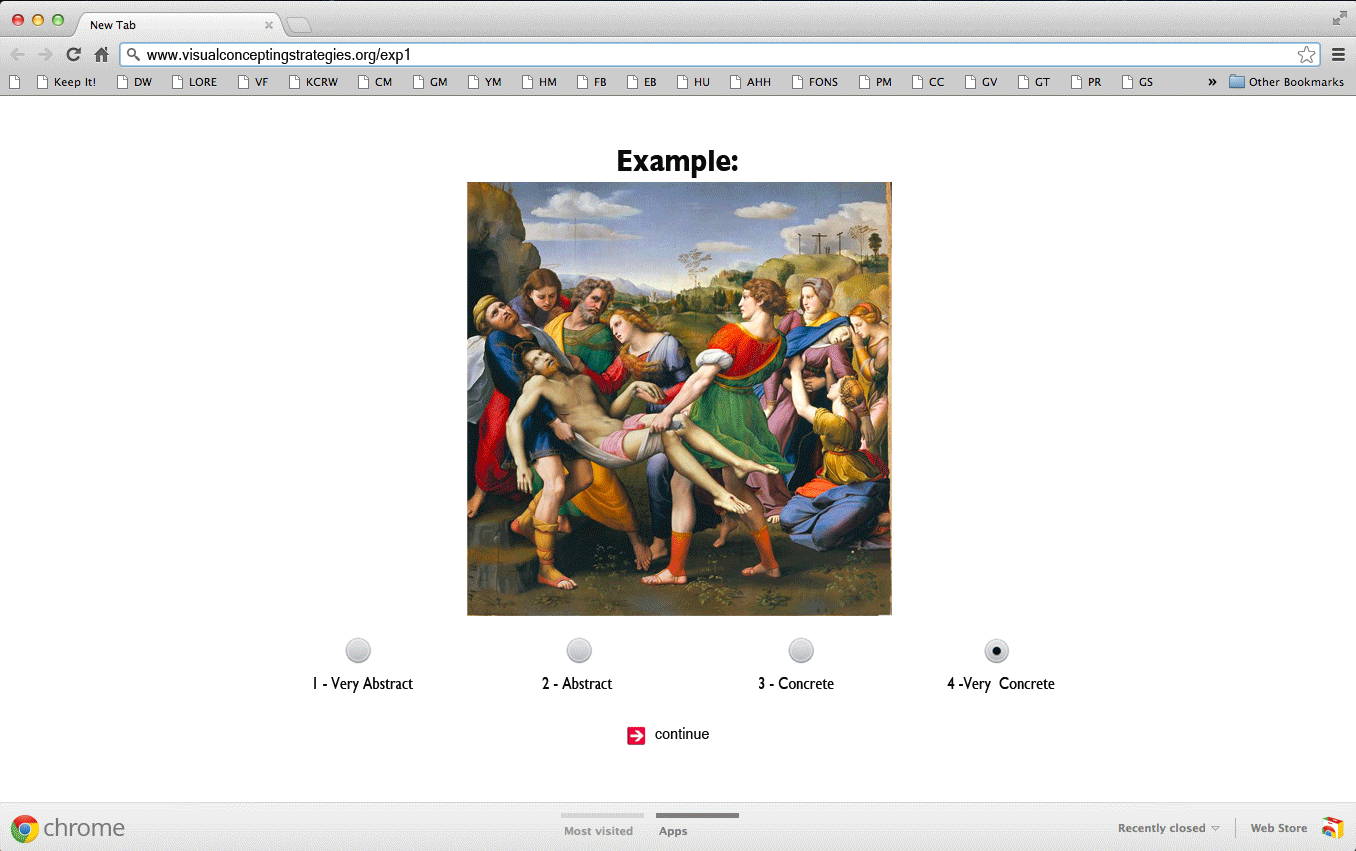 New Tab
www.visualconceptingstrategies.org/exp1
Keep It! DW LORE VF KCRW CM GM YM HM FB EB HU AHH FONS PM CC GV GT PR GS » Other Bookmarks
Example:
1 - Very Abstract 2 - Abstract 3 - Concrete 4 -Very Concrete
continue
chrome Most visited Apps Recently closed Web Store